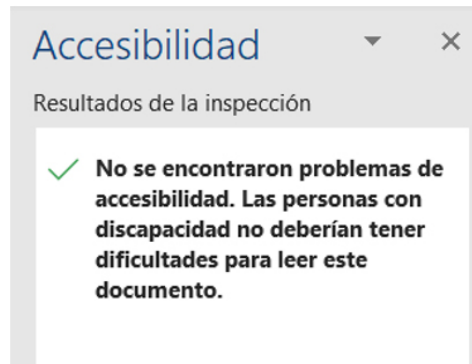 Accesibilidad
Resultados de la inspección
No se encontraron problemas de
accesibilidad. Las personas con
discapacidad no deberían tener
dificultades para leer este
documento.